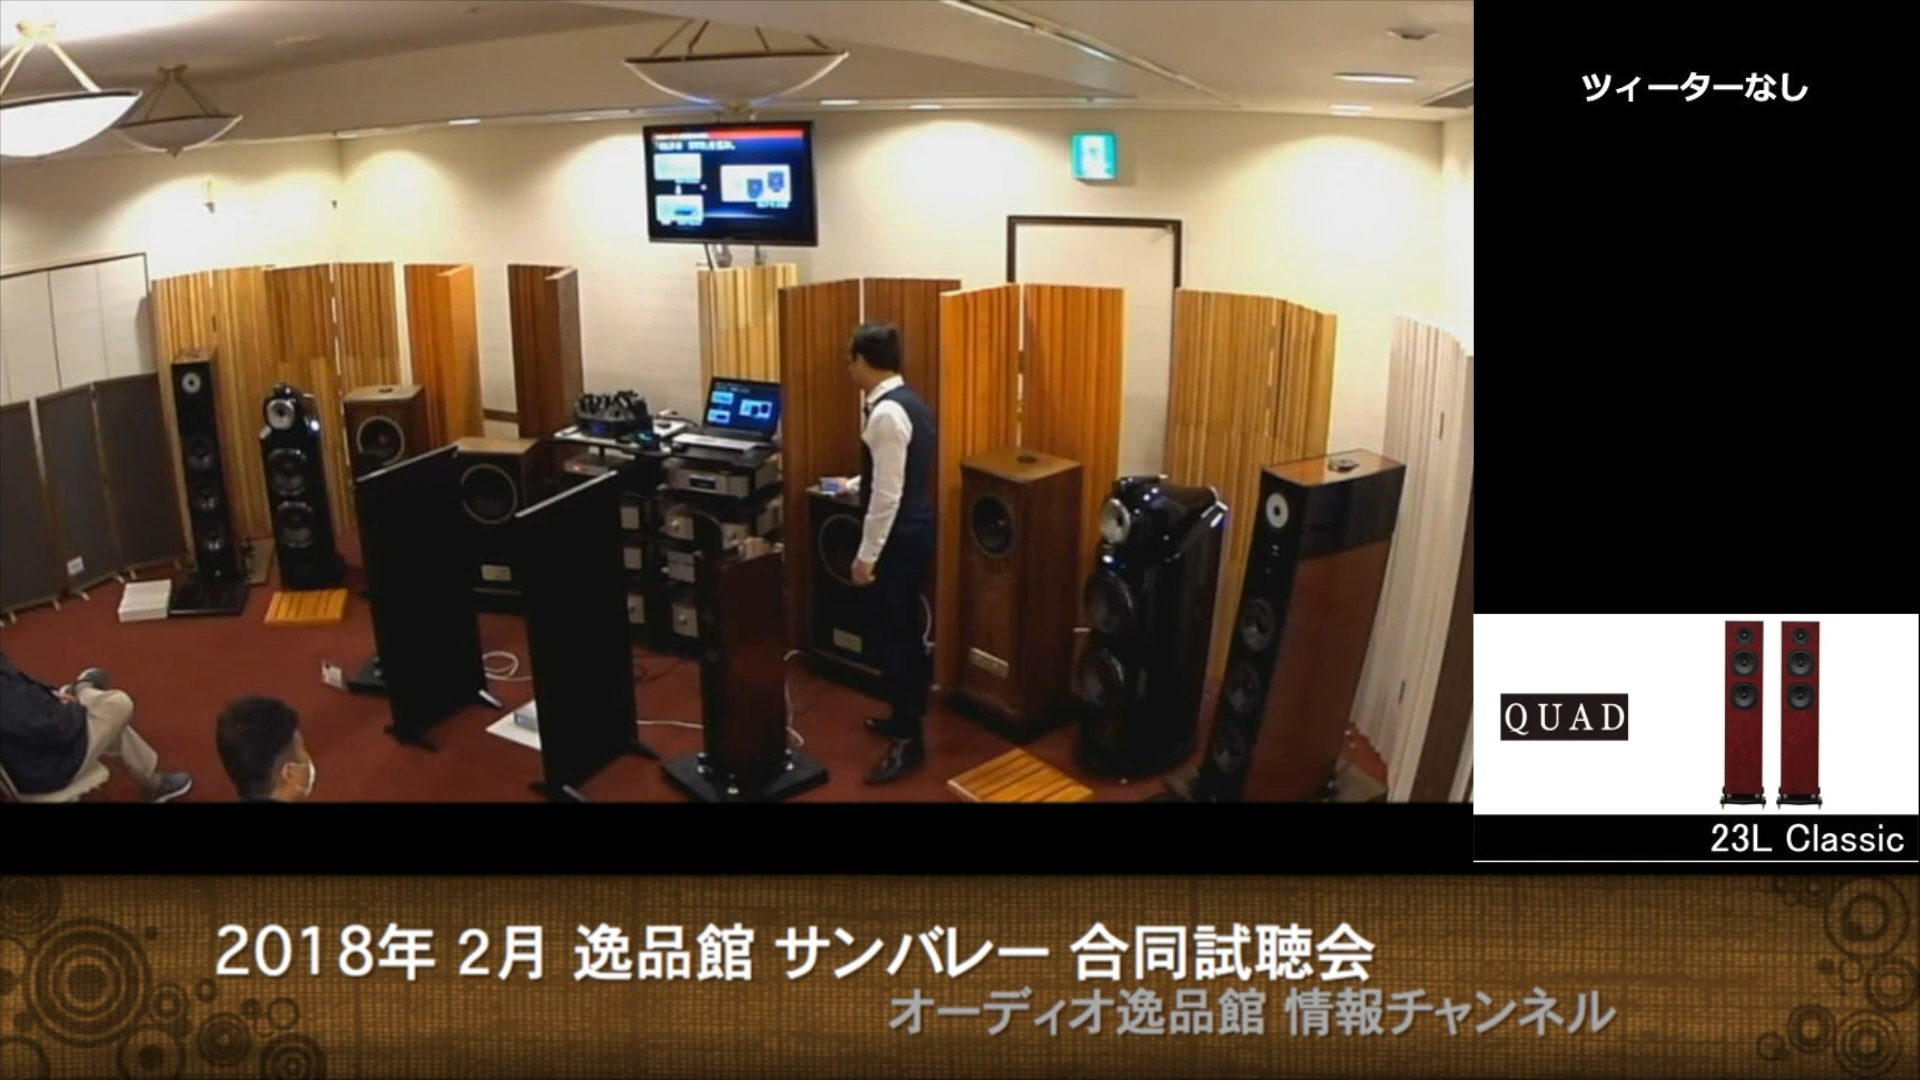 ツィーターなし
QUAD
23L Classic
2018年 2月 逸品館 サンバレー 合同試聴会
オーディオ逸品館 情報チャンネル